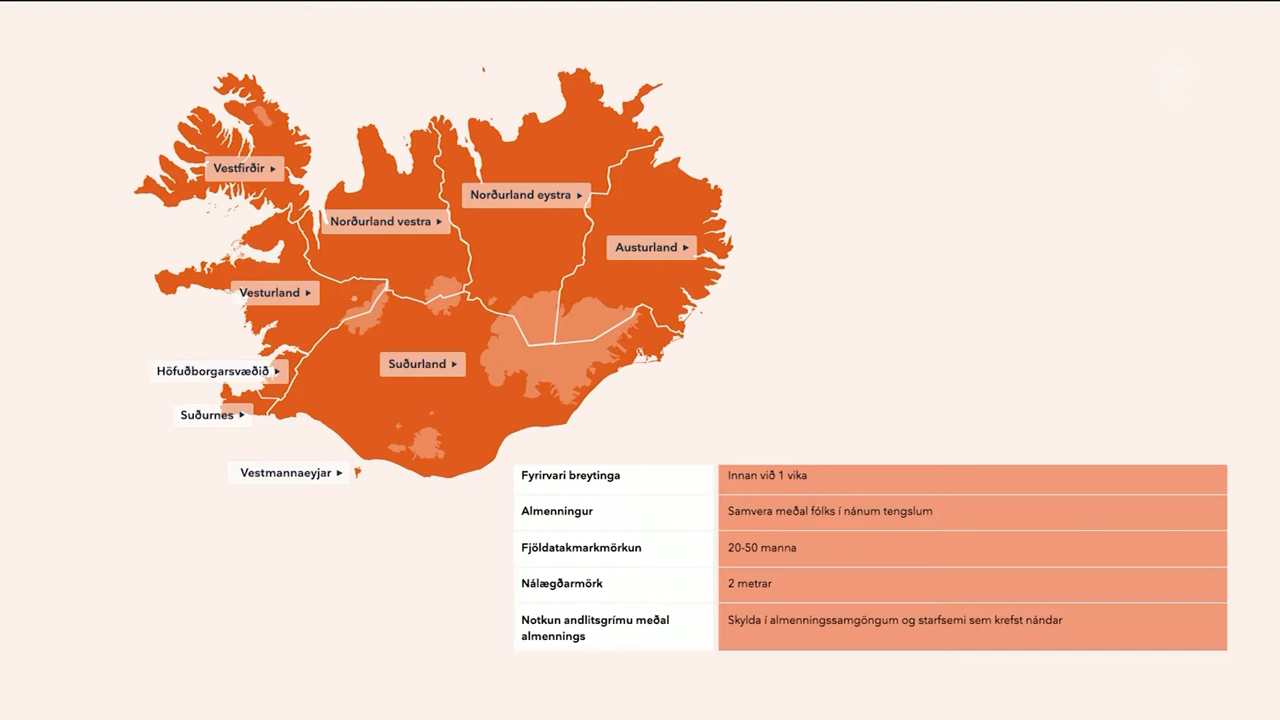 Vestfirðir ▸
Norðurland eystra ▸
Norðurland vestra ▸
Austurland ▸
Vesturland ▸
Suðurland ▸
Höfuðborgarsvæðið ▸
Suðurnes ▸
Vestmannaeyjar ▸
Fyrirvari breytinga Innan við 1 vika
Almenningur Samvera meðal fólks í nánum tengslum
Fjöldatakmarkmörkun 20-50 manna
Nálægðarmörk 2 metrar
Notkun andlitsgrímu meðal Skylda í almenningssamgöngum og starfsemi sem krefst nándar
almennings